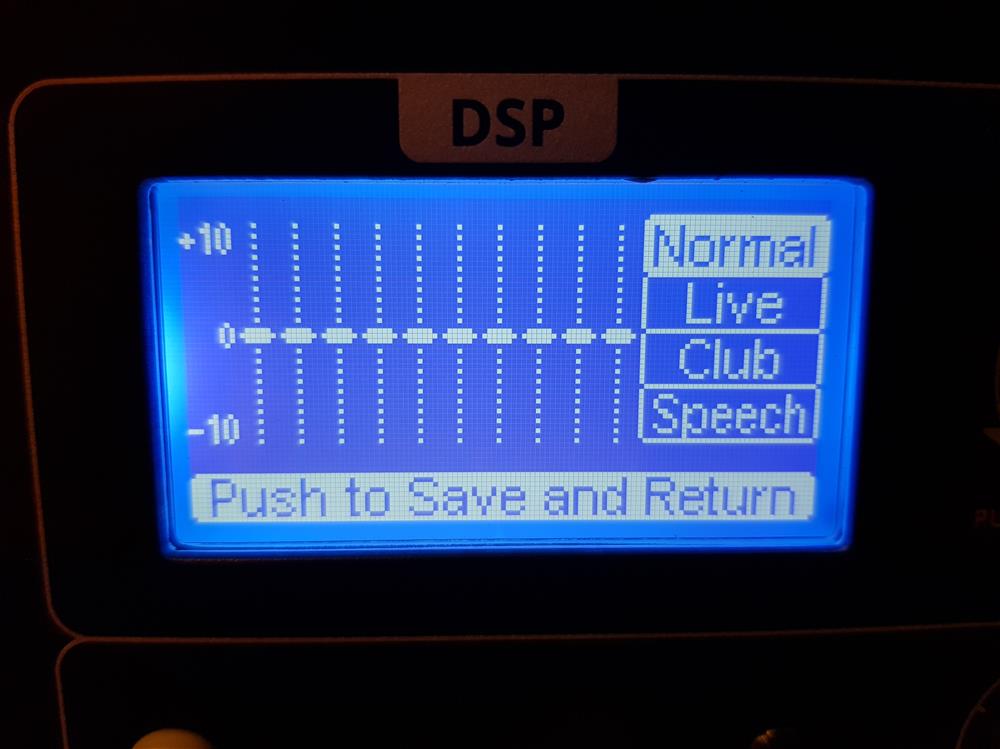 DSP
+10
Normal
Live
0
Club
-10
Speech
Push to Save and Return